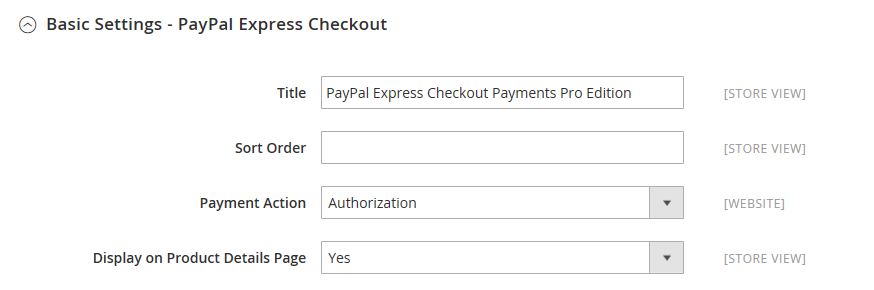 Basic Settings - PayPal Express Checkout
Title PayPal Express Checkout Payments Pro Edition [STORE VIEW]
Sort Order [STORE VIEW]
Payment Action Authorization [WEBSITE]
Display on Product Details Page Yes [STORE VIEW]